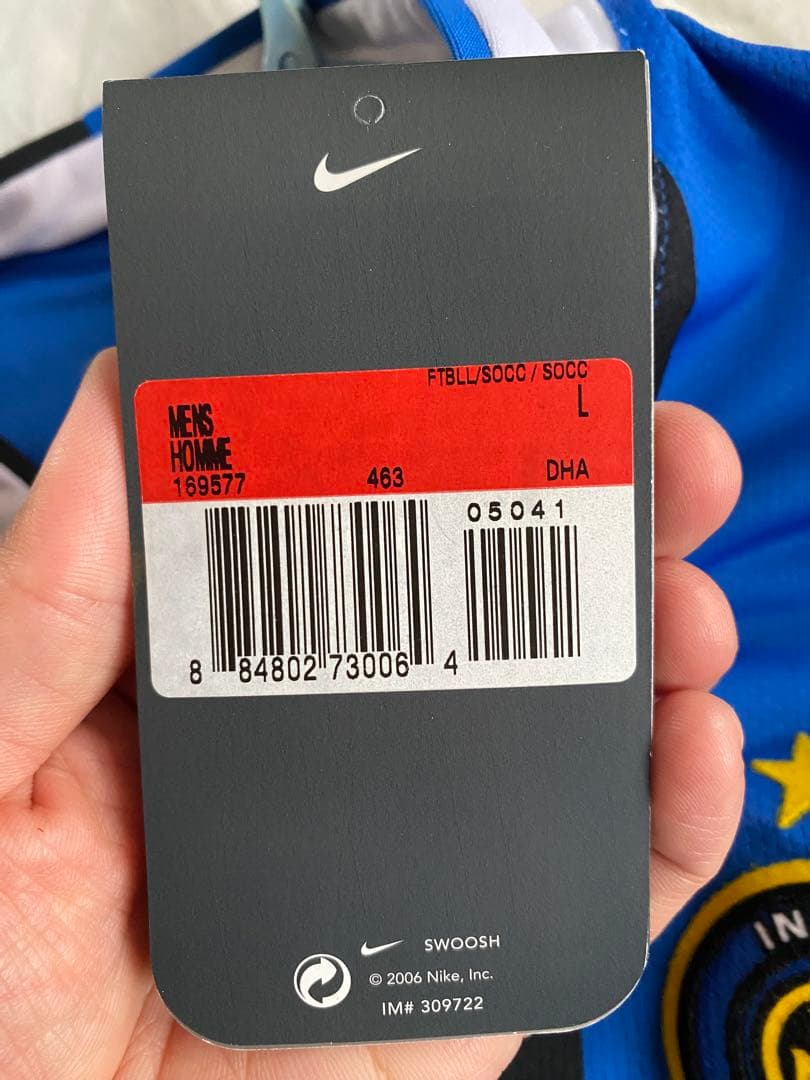 FTBLL/SOCC / SOCC
L
MENS
HOMME
169577 463 DHA
05041
8 84802 73006 4
SWOOSH
© 2006 Nike, Inc.
IM# 309722
IN